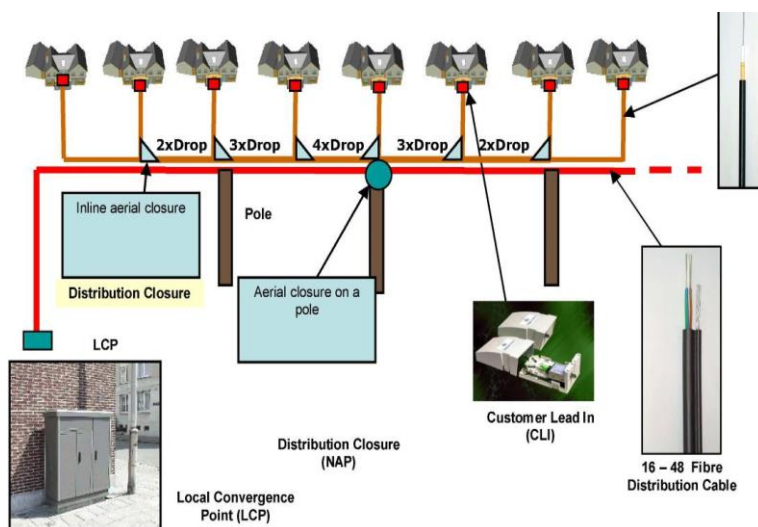 2xDrop 3xDrop 4xDrop 3xDrop 2xDrop
Inline aerial closure
Pole
Distribution Closure
Aerial closure on a
pole
LCP
Customer Lead In
(CLI)
Distribution Closure
(NAP)
16 – 48 Fibre
Distribution Cable
Local Convergence
Point (LCP)